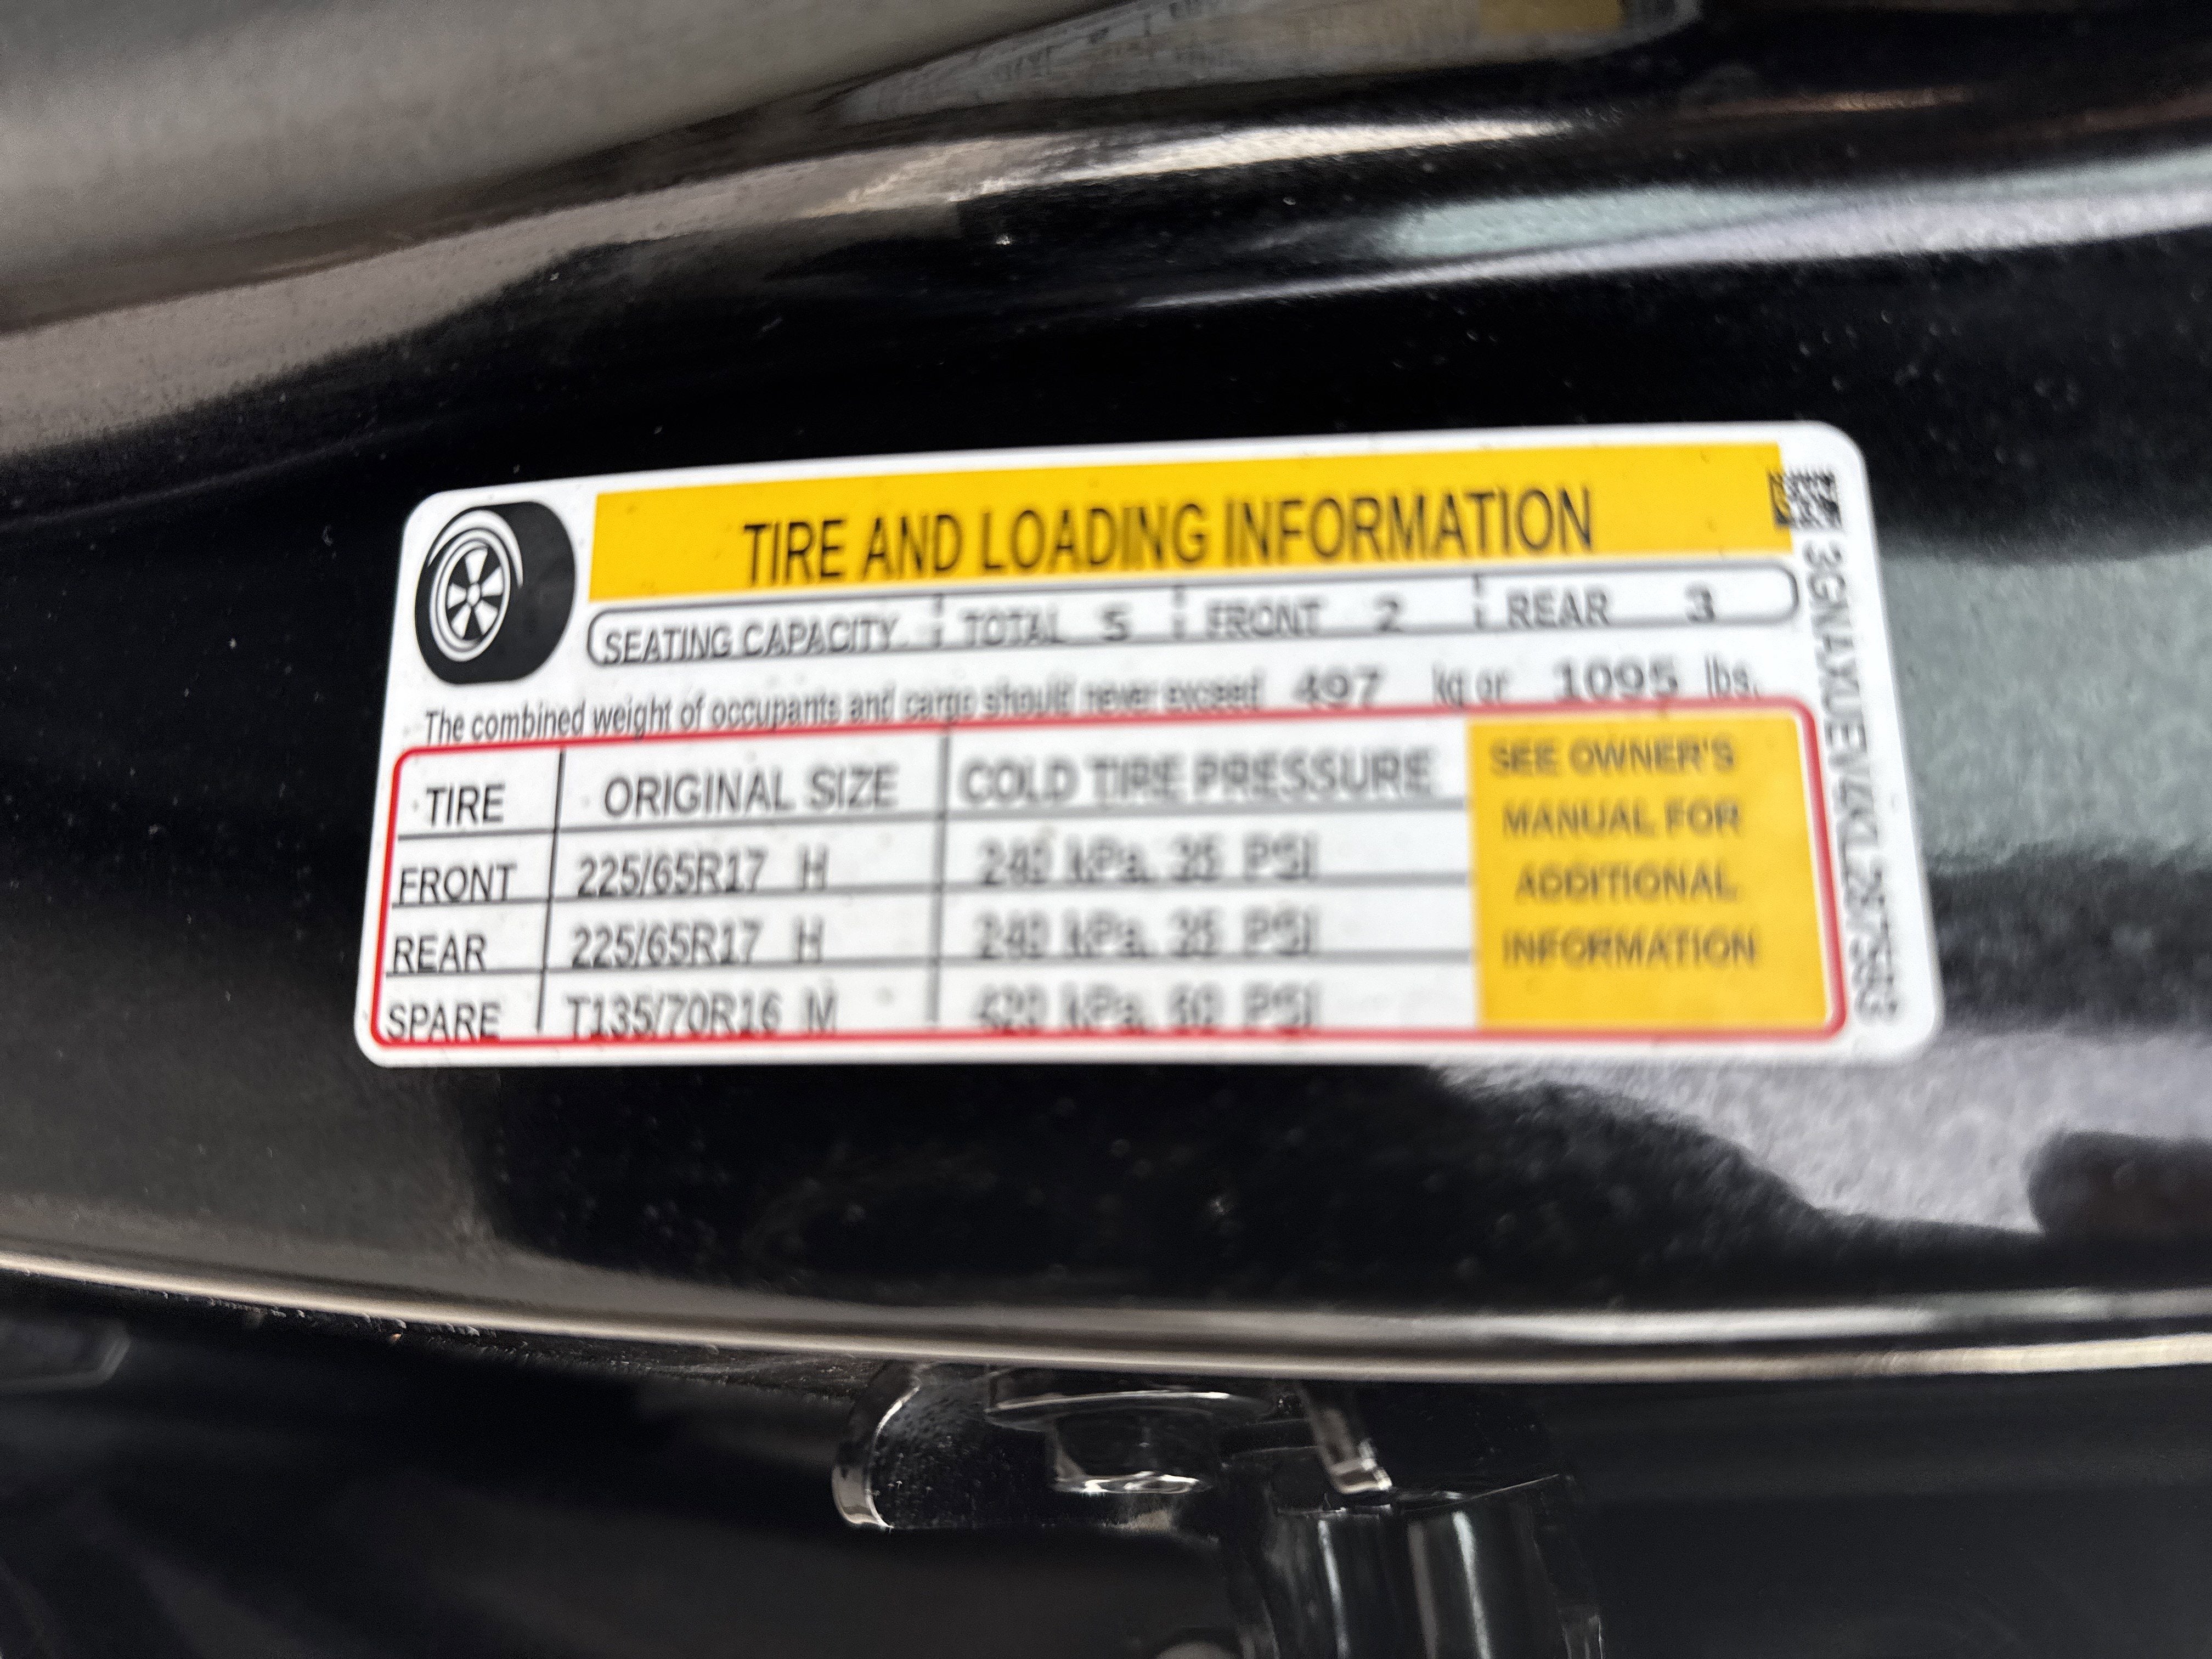 TIRE AND LOADING INFORMATION
SEATING CAPACITY TOTAL 5 FRONT 2 REAR 3
The combined weight of occupants and cargo should never exceed 497 kg or 1095 lbs.
TIRE ORIGINAL SIZE COLD TIRE PRESSURE
FRONT 225/65R17 H 240 kPa, 35 PSI
REAR 225/65R17 H 240 kPa, 35 PSI
SPARE T135/70R16 M 420 kPa, 60 PSI
SEE OWNER'S
MANUAL FOR
ADDITIONAL
INFORMATION